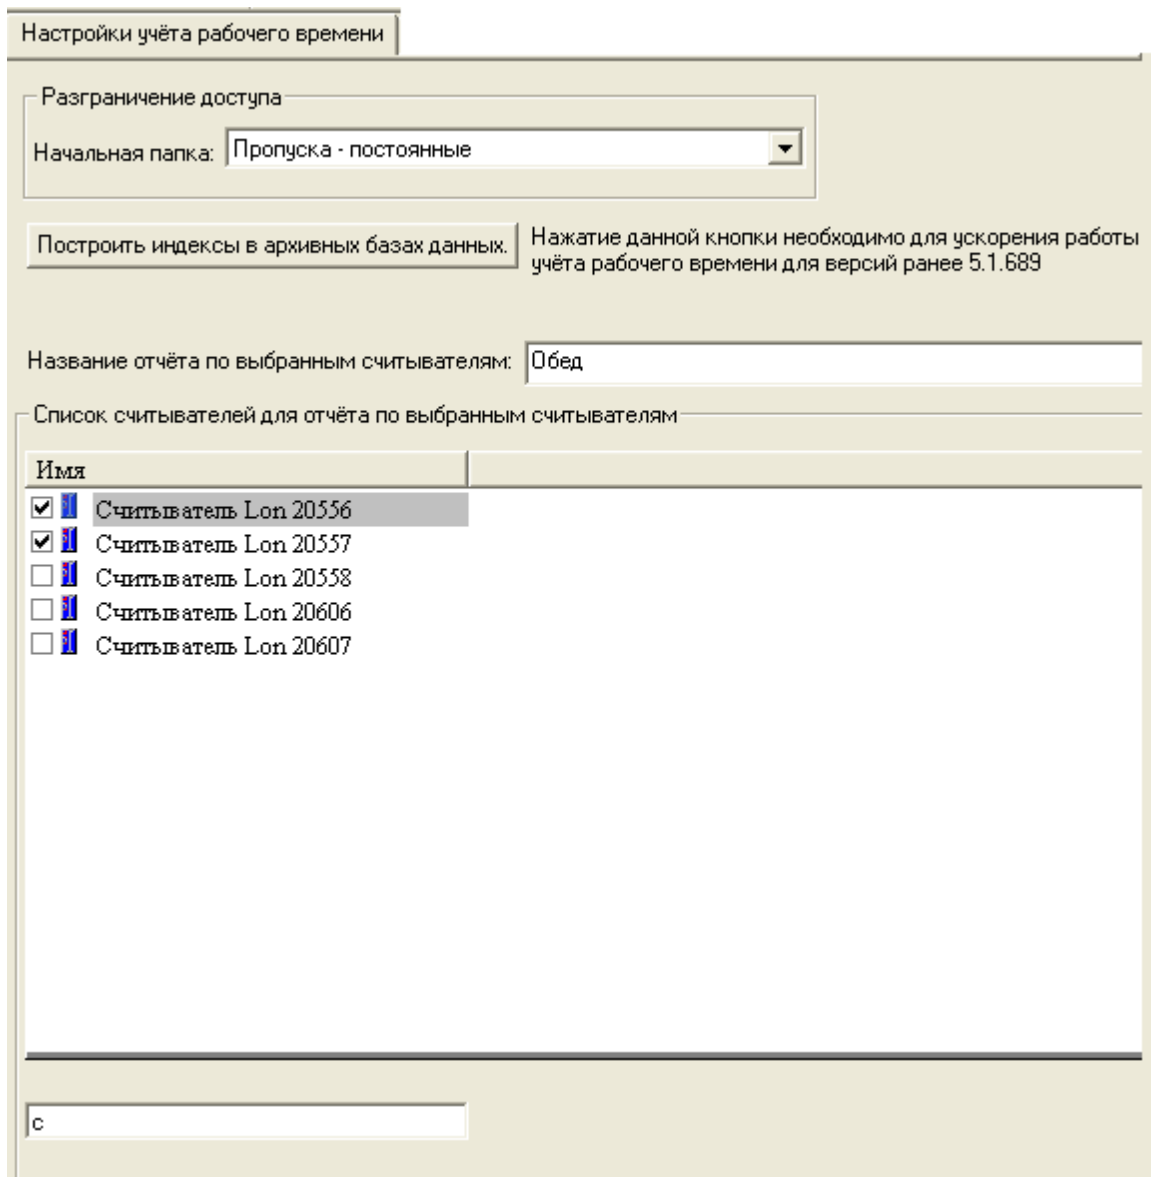 Настройки учёта рабочего времени
Разграничение доступа
Начальная папка: Пропуска - постоянные
Построить индексы в архивных базах данных.
Нажатие данной кнопки необходимо для ускорения работы
учёта рабочего времени для версий ранее 5.1.689
Название отчёта по выбранным считывателям: Обед
Список считывателей для отчёта по выбранным считывателям
Имя
Считыватель Lon 20556
Считыватель Lon 20557
Считыватель Lon 20558
Считыватель Lon 20606
Считыватель Lon 20607
с